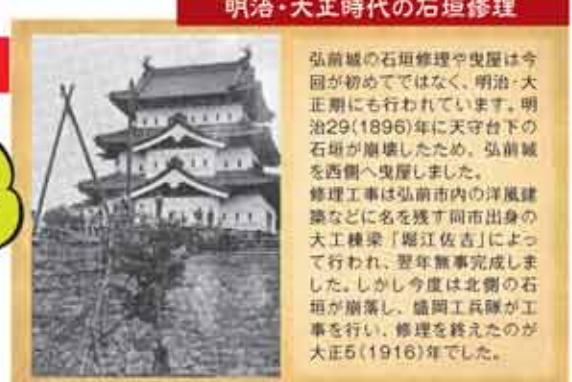 明治・大正時代の石垣修理
弘前城の石垣修理や曳屋は今
回が初めてではなく、明治・大
正期にも行われています。明
治29(1896)年に天守台下の
石垣が崩壊したため、弘前城
を西側へ曳屋しました。
修理工事は弘前市内の洋風建
築などに名を残す同市出身の
大工棟梁「堀江佐吉」によっ
て行われ、翌年無事完成しま
した。しかし今度は北側の石
垣が崩落し、盛岡工兵隊が工
事を行い、修理を終えたのが
大正5(1916)年でした。